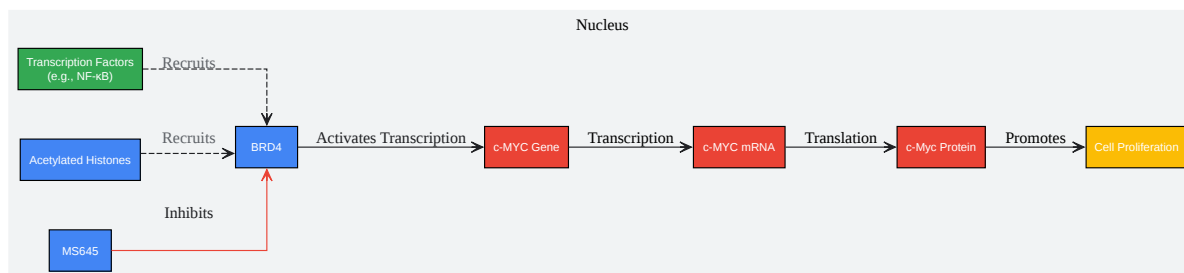 Nucleus
Transcription Factors
(e.g., NF-κB)
Recruits
Acetylated Histones
Recruits
BRD4
Activates Transcription
c-MYC Gene
Transcription
c-MYC mRNA
Translation
c-Myc Protein
Promotes
Cell Proliferation
Inhibits
MS645